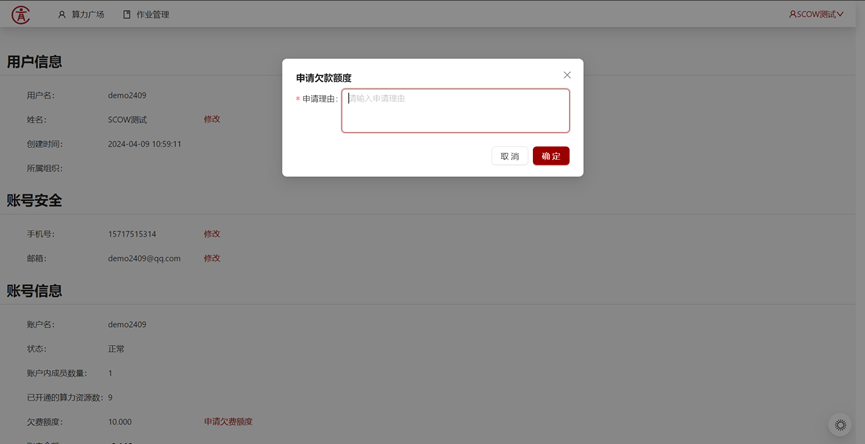 算力广场 作业管理 SCOW测试
用户信息
用户名： demo2409
姓名： SCOW测试 修改
创建时间： 2024-04-09 10:59:11
所属组织：
申请欠款额度
* 申请理由： 请输入申请理由
取 消 确 定
账号安全
手机号： 15717515314 修改
邮箱： demo2409@qq.com 修改
账号信息
账户名： demo2409
状态： 正常
账户内成员数量： 1
已开通的算力资源数： 9
欠费额度： 10.000 申请欠费额度